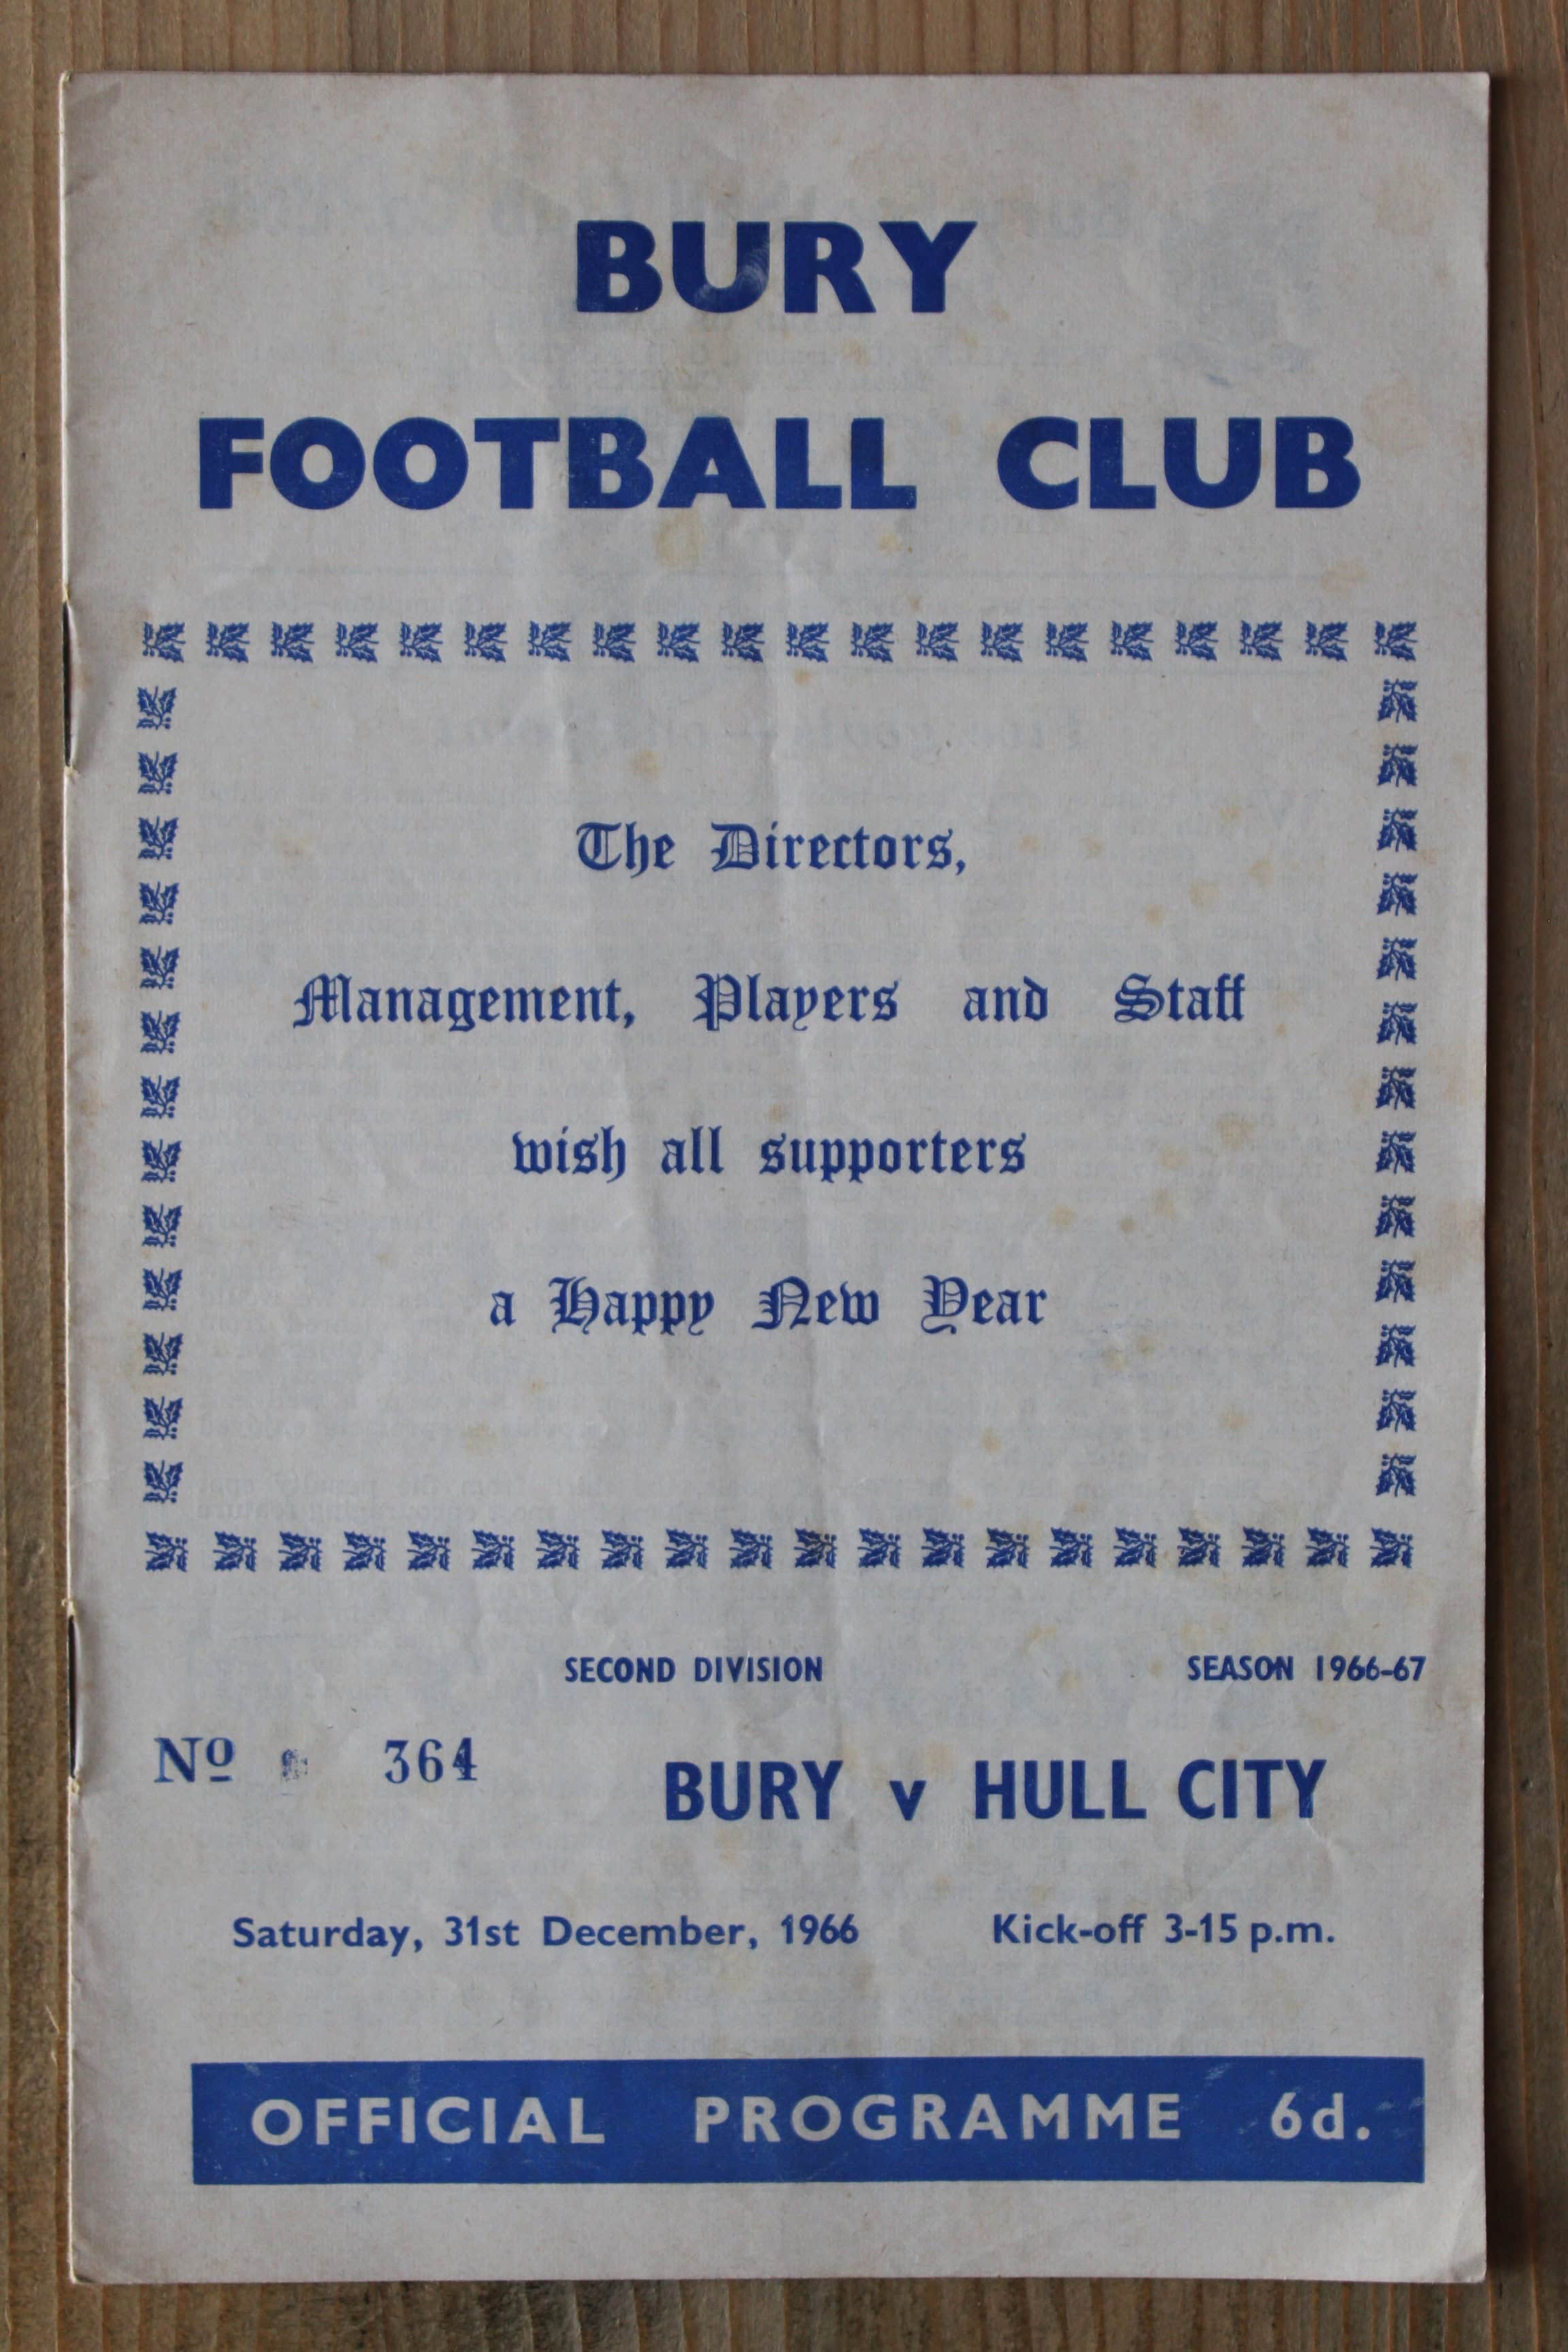 BURY
FOOTBALL CLUB
The Directors,
Management, Players and Staff
wish all supporters
a Happy New Year
SECOND DIVISION SEASON 1966-67
Nº 364
BURY v HULL CITY
Saturday, 31st December, 1966 Kick-off 3-15 p.m.
OFFICIAL PROGRAMME 6d.